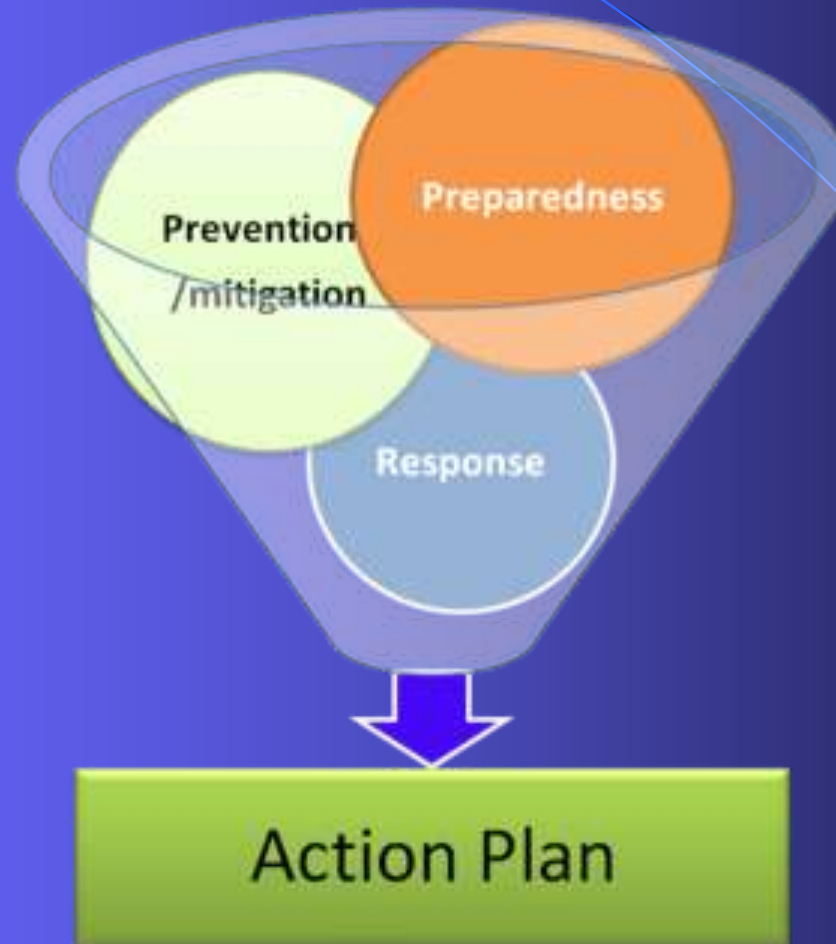 Preparedness
Prevention
/mitigation
Response
Action Plan